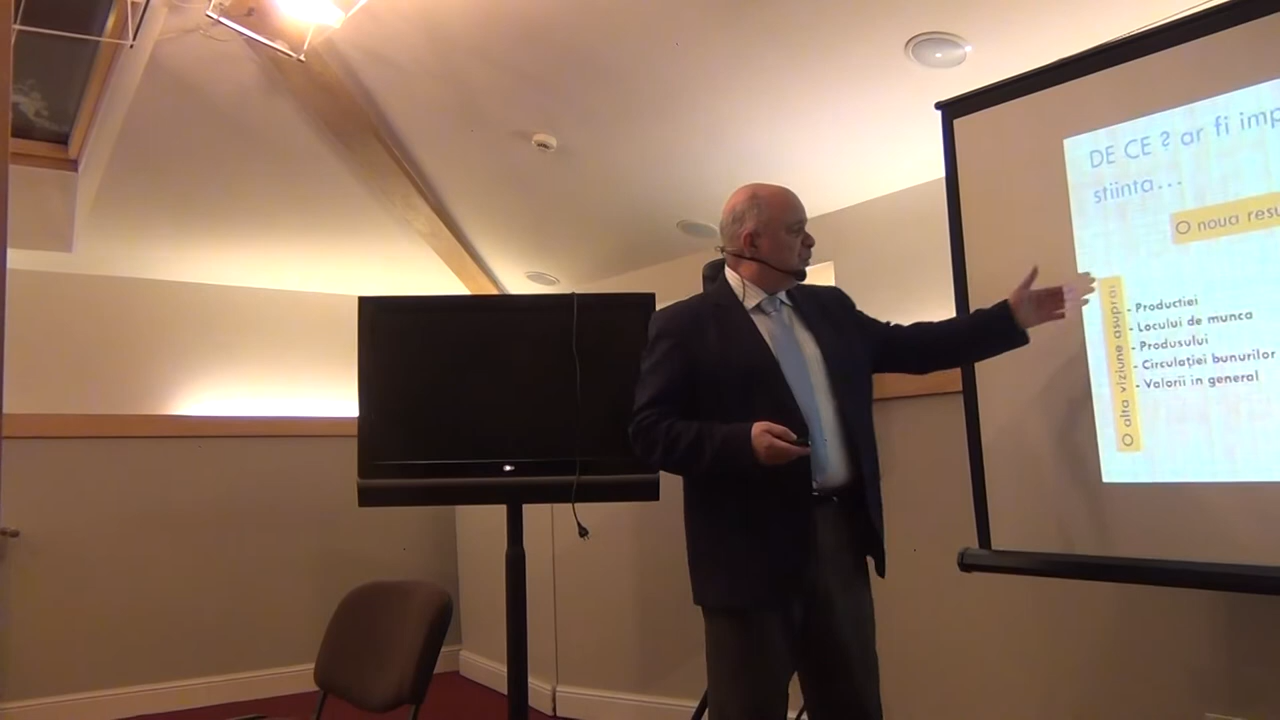 DE CE ? ar fi imp
stiinta...
O noua resu
O alta viziune asupra:
- Productiei
- Locului de munca
- Produsului
- Circulației bunurilor
- Valorii in general